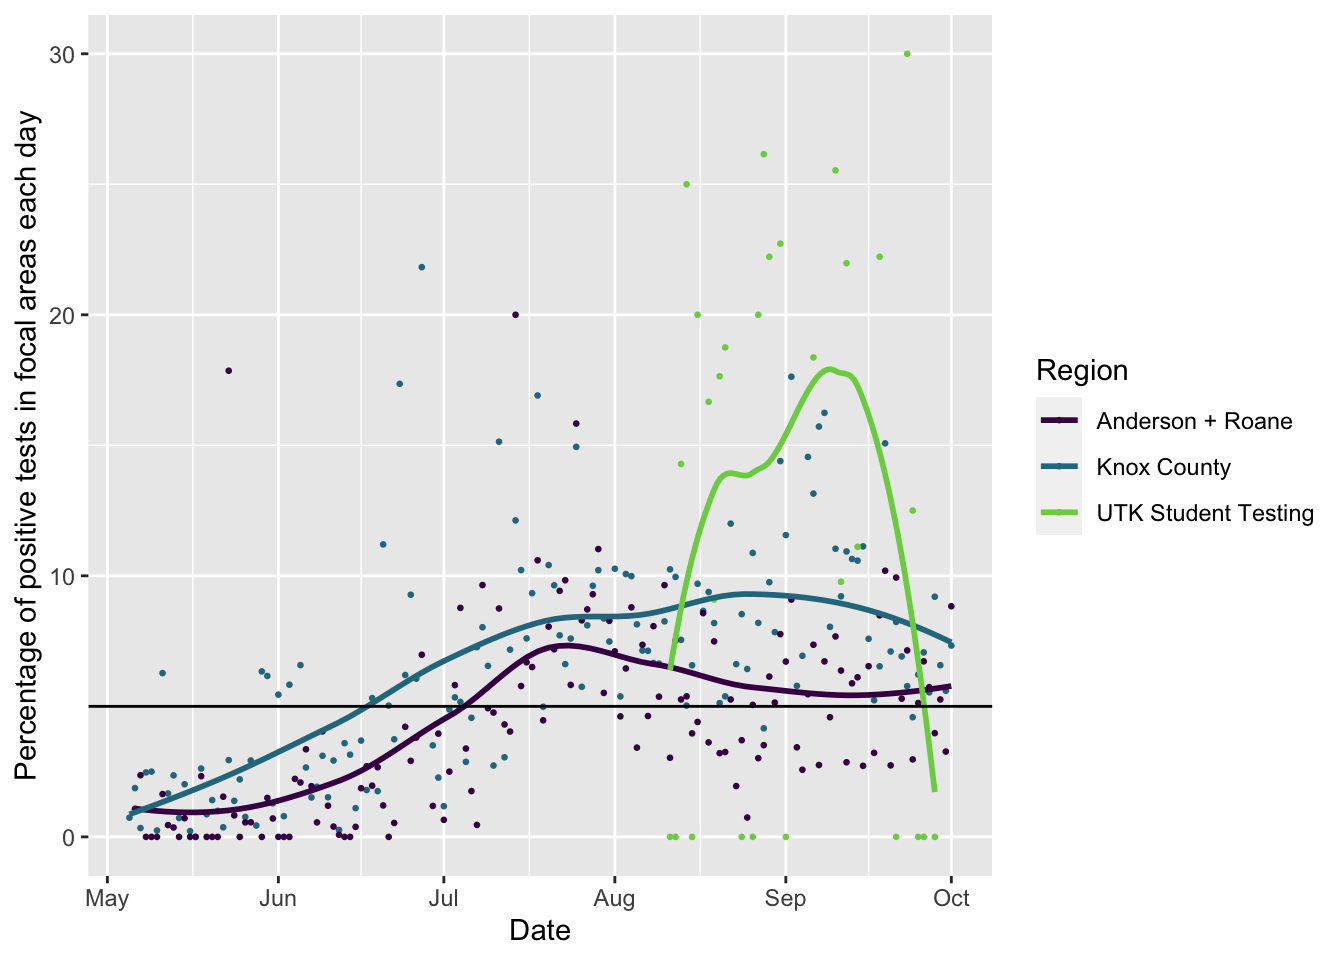 Percentage of positive tests in focal areas each day
30
20
10
0
May Jun Jul Aug Sep Oct
Date
Region
Anderson + Roane
Knox County
UTK Student Testing